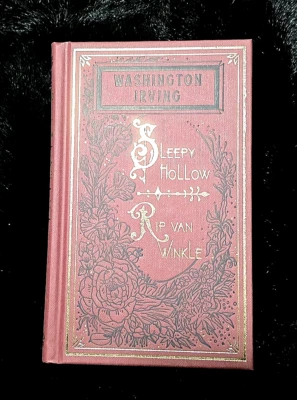 WASHINGTON
IRVING
SLEEPY
HOLLOW
RIP VAN
WINKLE